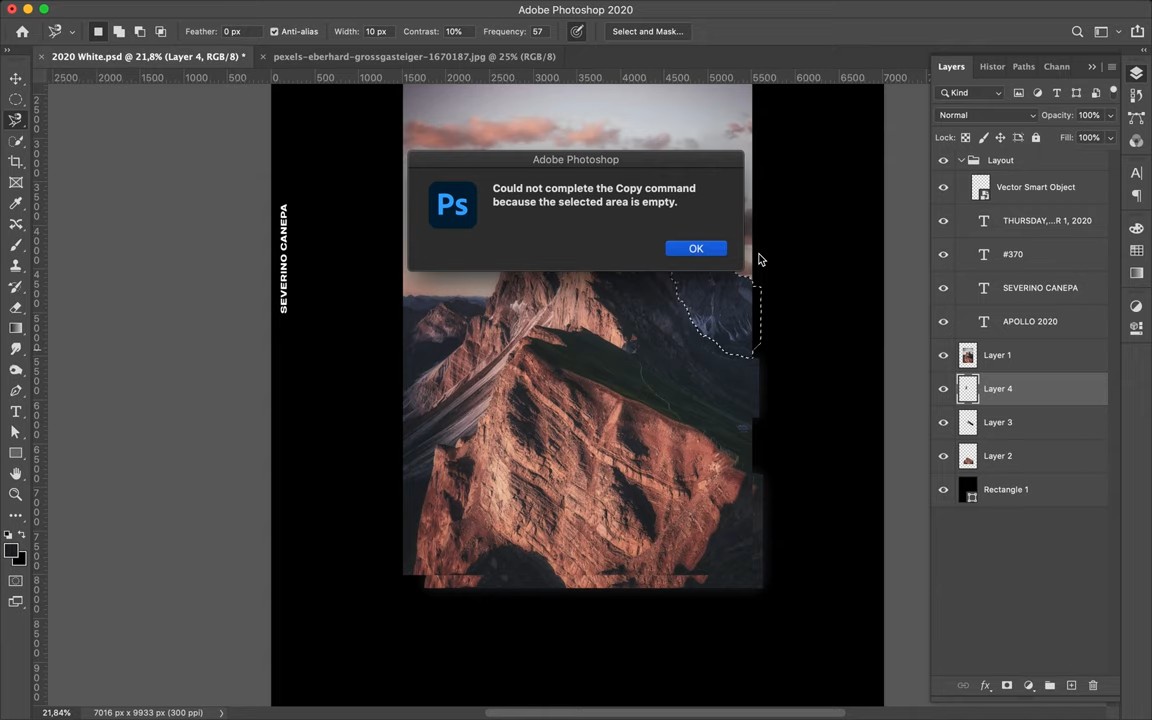 Adobe Photoshop 2020
Feather: 0 px
Anti-alias
Width: 10 px
Contrast: 10%
Frequency: 57
Select and Mask...
2020 White.psd @ 21,8% (Layer 4, RGB/8) *
pexels-eberhard-grossgasteiger-1670187.jpg @ 25% (RGB/8)
2500 2000 1500 1000 500 0 500 1000 1500 2000 2500 3000 3500 4000 4500 5000 5500 6000 6500 7000
Layers
Histor
Paths
Chann
Kind
Normal
Opacity: 100%
Lock:
Fill: 100%
Layout
Vector Smart Object
THURSDAY,...R 1, 2020
#370
SEVERINO CANEPA
APOLLO 2020
Layer 1
Layer 4
Layer 3
Layer 2
Rectangle 1
Adobe Photoshop
Could not complete the Copy command
because the selected area is empty.
Ps
OK
SEVERINO CANEPA
21,84%
7016 px x 9933 px (300 ppi)